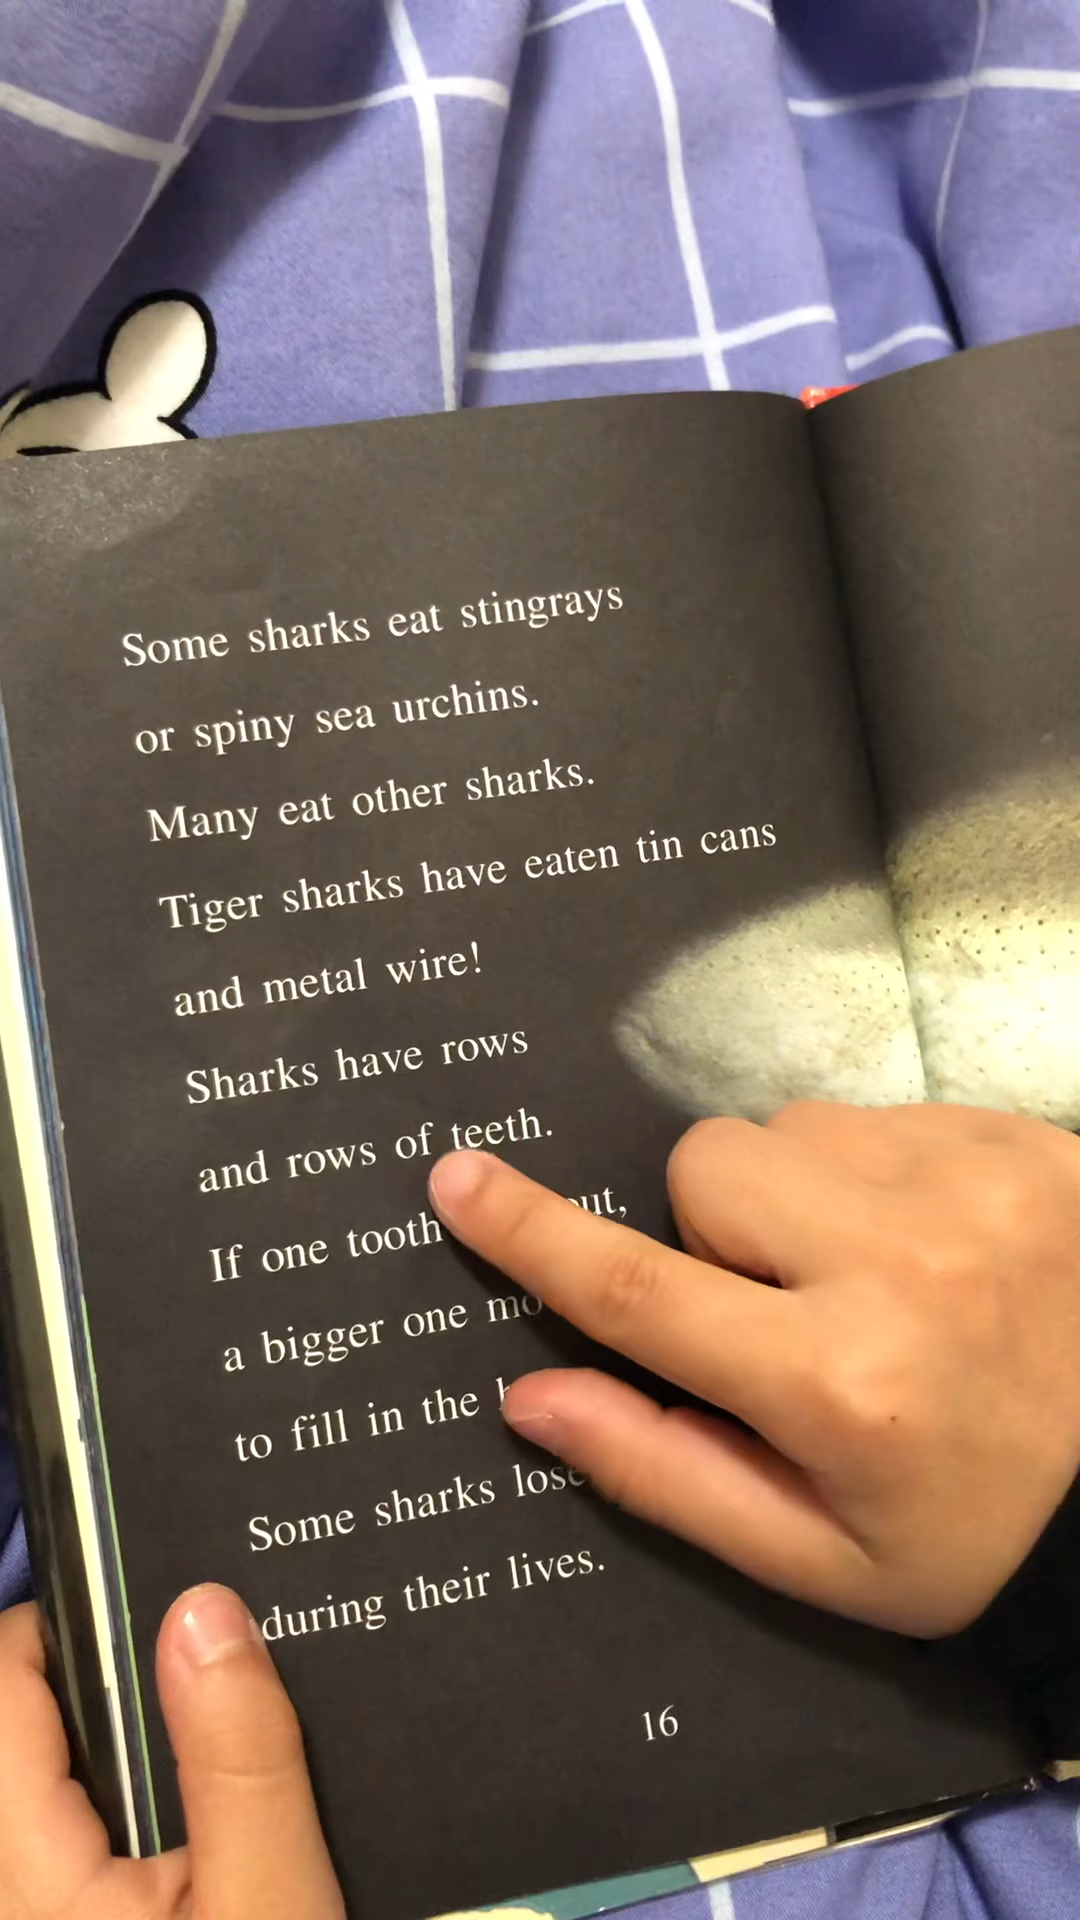 Some sharks eat stingrays
or spiny sea urchins.
Many eat other sharks.
Tiger sharks have eaten tin cans
and metal wire!
Sharks have rows
and rows of teeth.
If one tooth
a bigger one
to fill in the
Some sharks lose
during their lives.
16